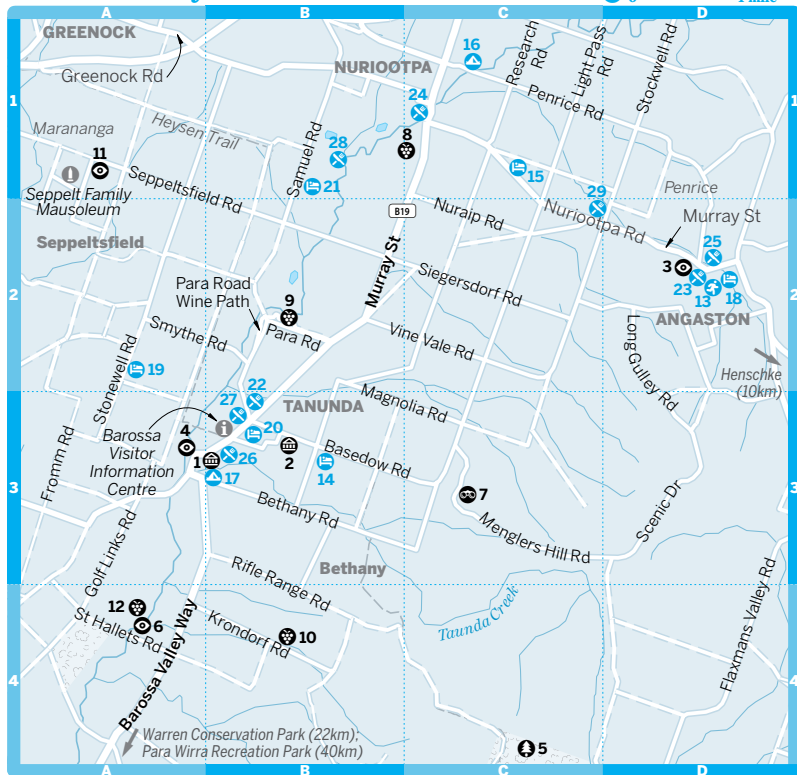 A
B
C
D
GREENOCK
Greenock Rd
NURIOOTPA
16
Research
Rd
Light Pass
Rd
Stockwell Rd
1
1
Penrice Rd
24
Marananga
Heysen Trail
Samuel Rd
28
8
11
21
15
29
Penrice
Seppelt Family
Mausoleum
Seppeltsfield Rd
B19
Nuraip Rd
Nuriootpa Rd
Murray St
Seppeltsfield
25
3
Murray St
Siegersdorf Rd
23
13
18
2
2
Para Road
Wine Path
9
ANGASTON
Smythe Rd
Para Rd
Vine Vale Rd
Long Gulley Rd
Stonewell Rd
19
Henschke
(10km)
22
27
TANUNDA
Magnolia Rd
Barossa
Visitor
Information
Centre
4
20
Fromm Rd
1
26
2
Basedow Rd
14
3
3
17
7
Bethany Rd
Menglers Hill Rd
Scenic Dr
Golf Links Rd
Bethany
Rifle Range Rd
12
6
St Hallets Rd
Krondorf Rd
10
Taunda Creek
Flaxmans Valley Rd
4
4
Barossa Valley Way
Warren Conservation Park (22km);
Para Wirra Recreation Park (40km)
5
A
B
C
D